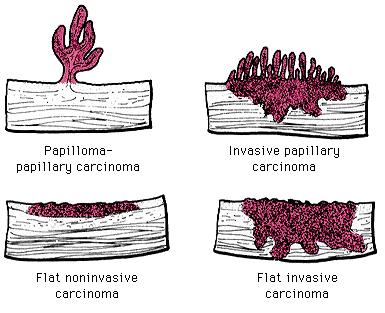 Papilloma-
papillary carcinoma
Invasive papillary
carcinoma
Flat noninvasive
carcinoma
Flat invasive
carcinoma